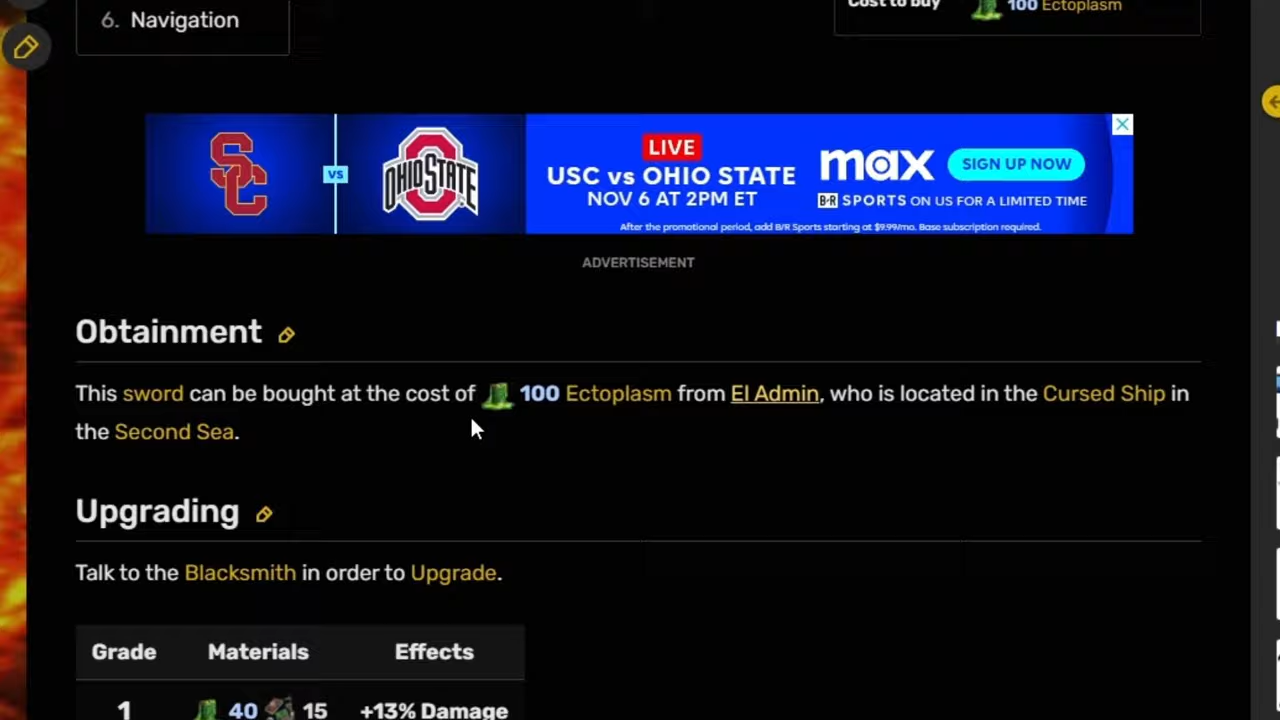 6. Navigation
Cost to buy 100 Ectoplasm
SC VS OHIO STATE
LIVE
USC vs OHIO STATE
NOV 6 AT 2PM ET
max SIGN UP NOW
B/R SPORTS ON US FOR A LIMITED TIME
After the promotional period, add B/R Sports starting at $9.99/mo. Base subscription required.
ADVERTISEMENT
Obtainment
This sword can be bought at the cost of 100 Ectoplasm from El Admin, who is located in the Cursed Ship in
the Second Sea.
Upgrading
Talk to the Blacksmith in order to Upgrade.
Grade Materials Effects
1 40 15 +13% Damage